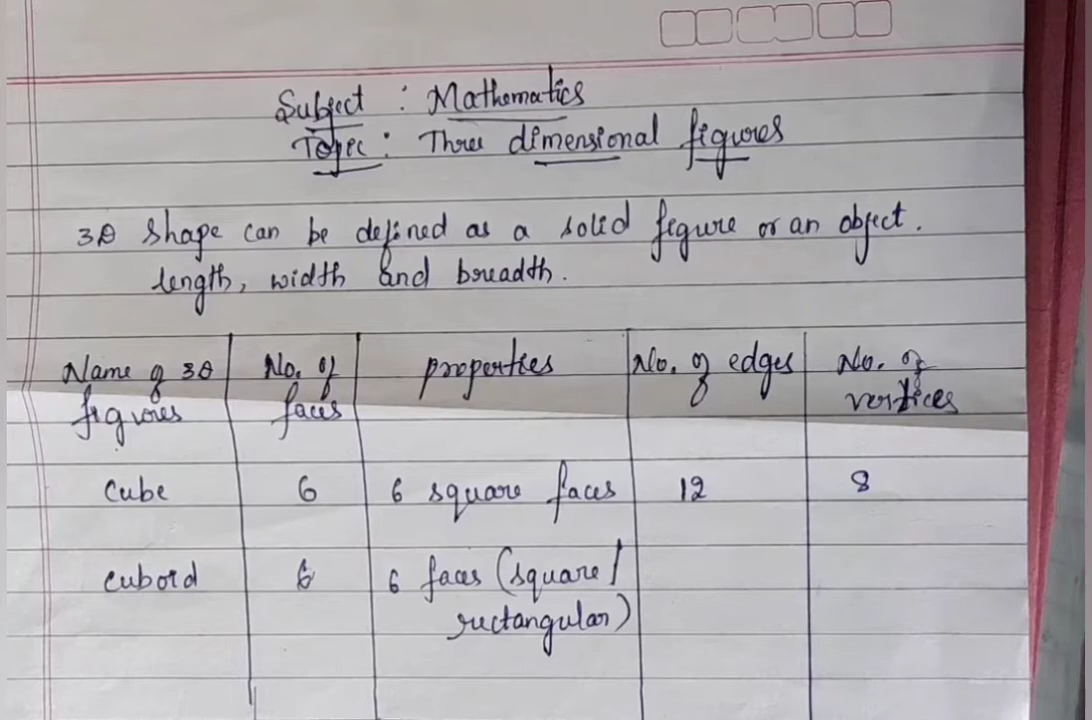 Subject : Mathematics
Topic : Three dimensional figures
3D shape can be defined as a solid figure or an object.
length, width and breadth.
Name of 3D figures No. of faces properties No. of edges No. of vertices
cube 6 6 square faces 12 8
cuboid 6 6 faces (square/
rectangular)